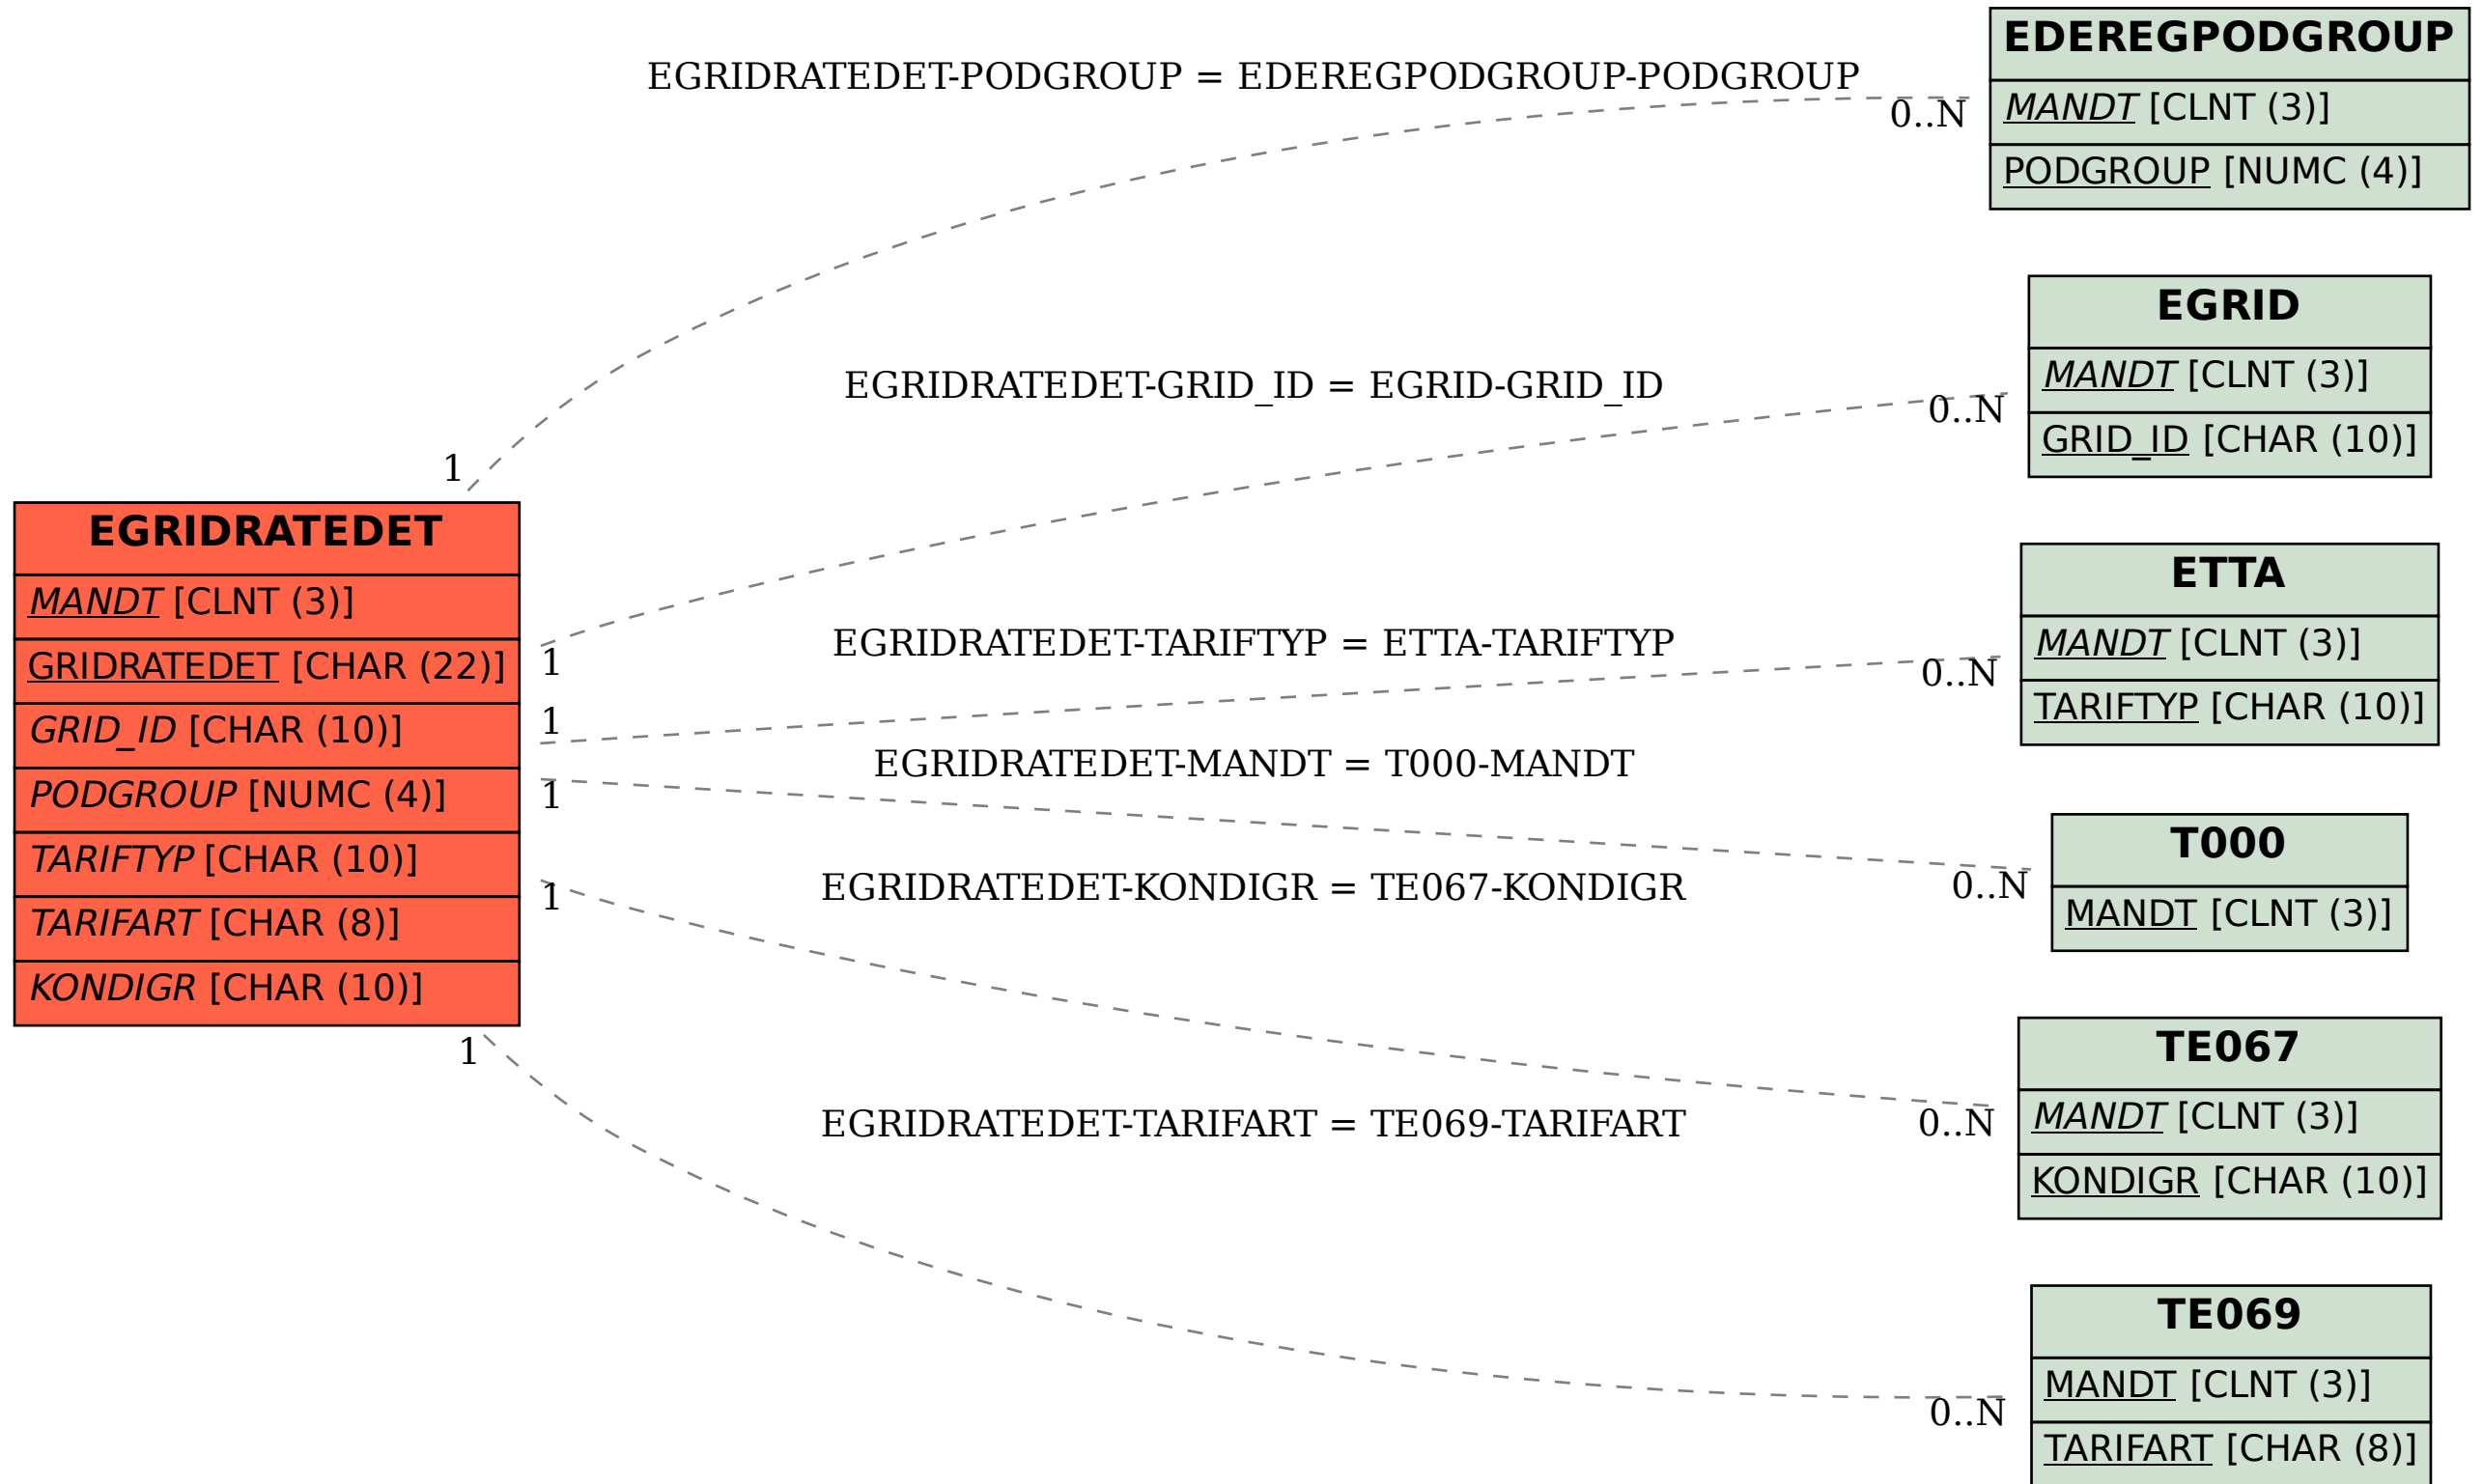 EDEREGPODGROUP
MANDT [CLNT (3)]
PODGROUP [NUMC (4)]
EGRIDRATEDET-PODGROUP = EDEREGPODGROUP-PODGROUP
0..N
1
EGRID
MANDT [CLNT (3)]
GRID_ID [CHAR (10)]
EGRIDRATEDET-GRID_ID = EGRID-GRID_ID
0..N
1
EGRIDRATEDET
MANDT [CLNT (3)]
GRIDRATEDET [CHAR (22)]
GRID_ID [CHAR (10)]
PODGROUP [NUMC (4)]
TARIFTYP [CHAR (10)]
TARIFART [CHAR (8)]
KONDIGR [CHAR (10)]
ETTA
MANDT [CLNT (3)]
TARIFTYP [CHAR (10)]
EGRIDRATEDET-TARIFTYP = ETTA-TARIFTYP
0..N
1
EGRIDRATEDET-MANDT = T000-MANDT
0..N
1
T000
MANDT [CLNT (3)]
EGRIDRATEDET-KONDIGR = TE067-KONDIGR
0..N
1
TE067
MANDT [CLNT (3)]
KONDIGR [CHAR (10)]
EGRIDRATEDET-TARIFART = TE069-TARIFART
0..N
1
TE069
MANDT [CLNT (3)]
TARIFART [CHAR (8)]